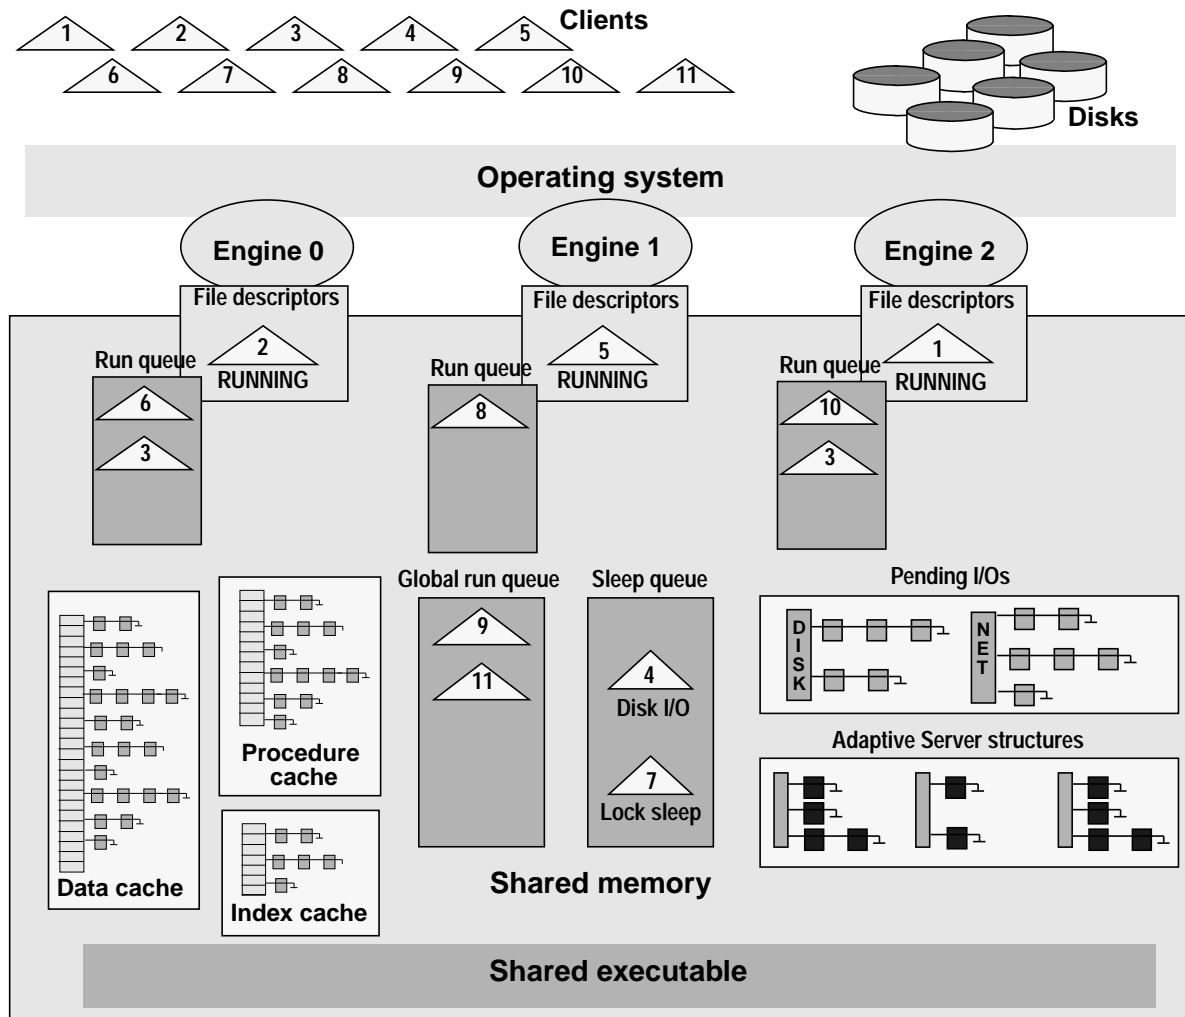 Clients
1
2
3
4
5
6
7
8
9
10
11
Disks
Operating system
Engine 0
Engine 1
Engine 2
File descriptors
File descriptors
File descriptors
2
5
1
RUNNING
RUNNING
RUNNING
Run queue
Run queue
Run queue
6
3
8
10
3
Global run queue
Sleep queue
Pending I/Os
9
11
4
Disk I/O
7
Lock sleep
DISK
NET
Adaptive Server structures
Procedure
cache
Data cache
Index cache
Shared memory
Shared executable